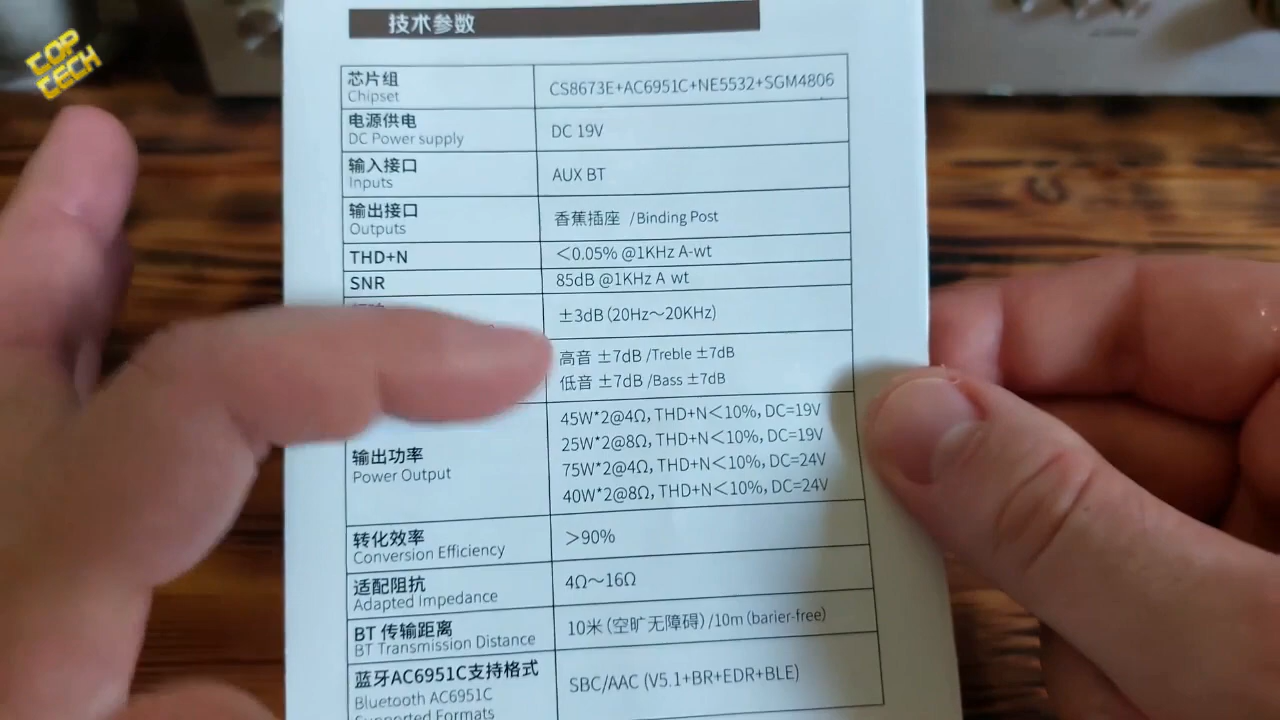 TOP
TECH
技术参数
芯片组
Chipset
CS8673E+AC6951C+NE5532+SGM4806
电源供电
DC Power supply
DC 19V
输入接口
Inputs
AUX BT
输出接口
Outputs
香蕉插座 /Binding Post
THD+N
<0.05% @1KHz A-wt
SNR
85dB @1KHz A wt
±3dB (20Hz～20KHz)
高音 ±7dB /Treble ±7dB
低音 ±7dB /Bass ±7dB
输出功率
Power Output
45W*2@4Ω, THD+N<10%, DC=19V
25W*2@8Ω, THD+N<10%, DC=19V
75W*2@4Ω, THD+N<10%, DC=24V
40W*2@8Ω, THD+N<10%, DC=24V
转化效率
Conversion Efficiency
>90%
适配阻抗
Adapted Impedance
4Ω～16Ω
BT 传输距离
BT Transmission Distance
10米 (空旷无障碍) /10m (barier-free)
蓝牙AC6951C支持格式
Bluetooth AC6951C
Supported Formats
SBC/AAC (V5.1+BR+EDR+BLE)